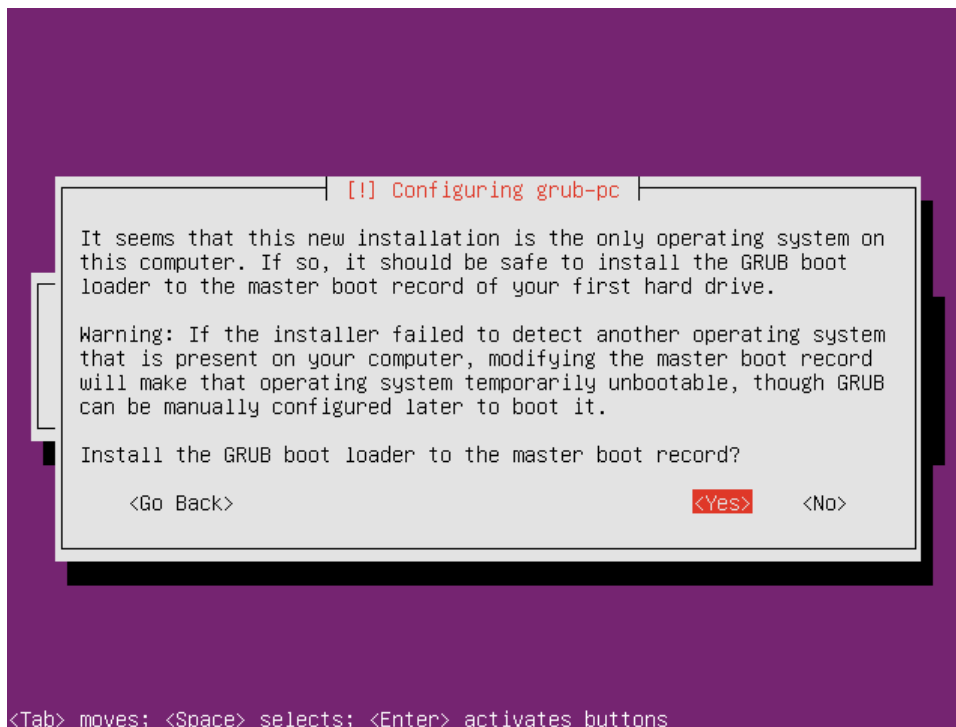 [!] Configuring grub-pc
It seems that this new installation is the only operating system on
this computer. If so, it should be safe to install the GRUB boot
loader to the master boot record of your first hard drive.
Warning: If the installer failed to detect another operating system
that is present on your computer, modifying the master boot record
will make that operating system temporarily unbootable, though GRUB
can be manually configured later to boot it.
Install the GRUB boot loader to the master boot record?
<Go Back> <Yes> <No>
<Tab> moves; <Space> selects; <Enter> activates buttons